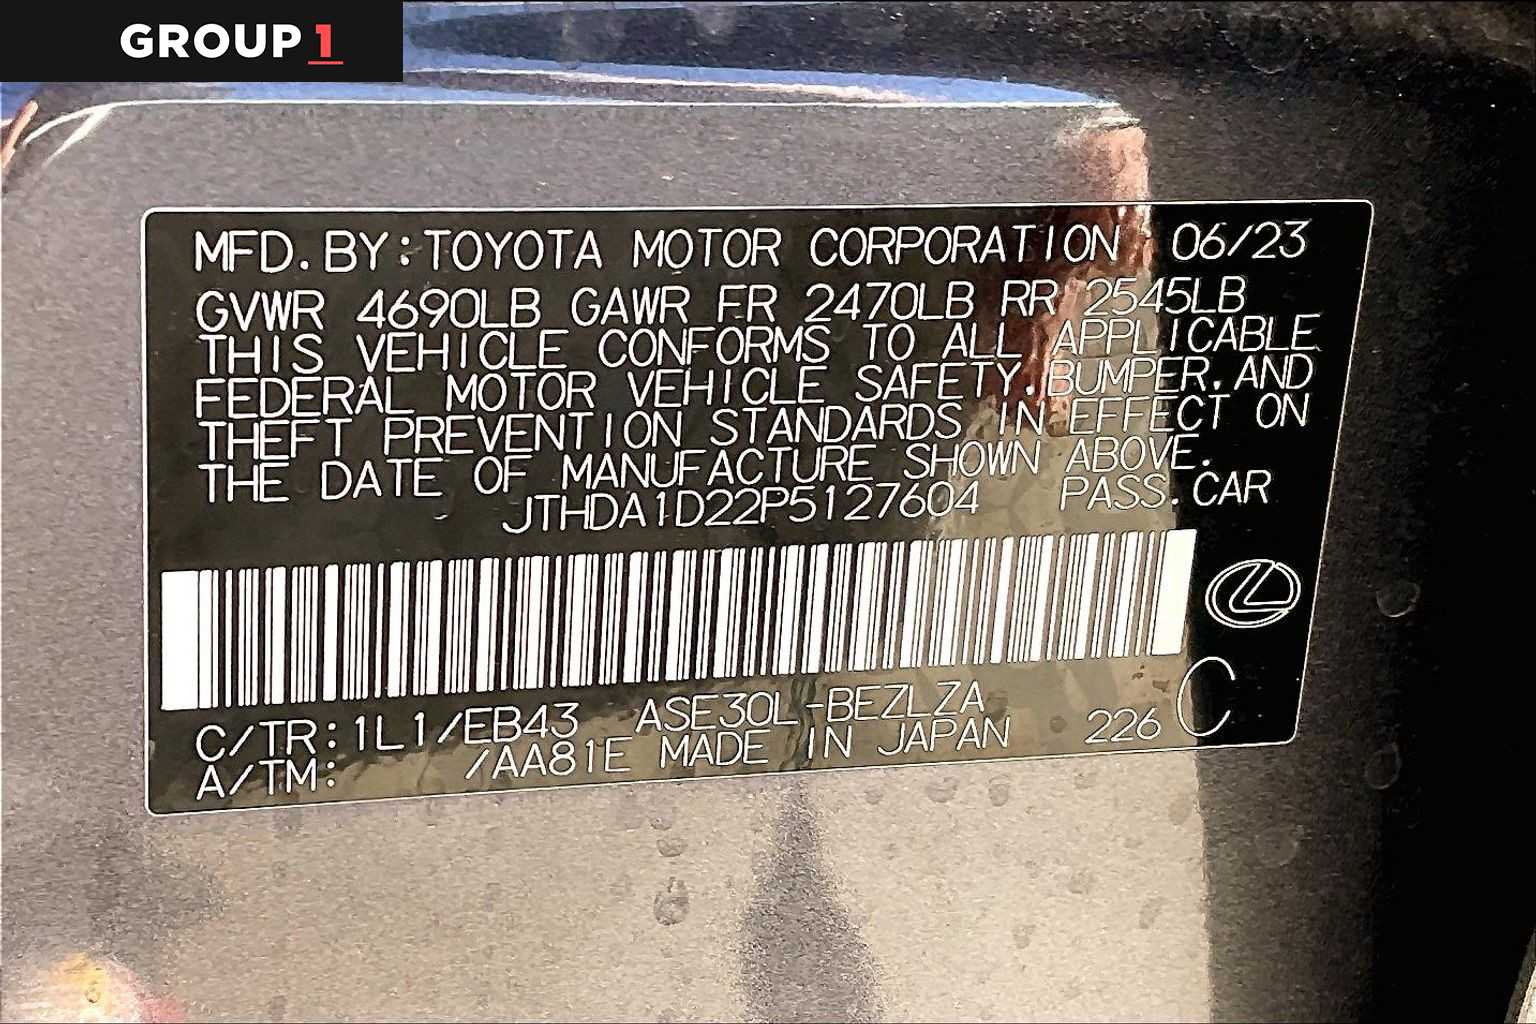 GROUP 1
MFD. BY: TOYOTA MOTOR CORPORATION 06/23
GVWR 4690LB GAWR FR 2470LB RR 2545LB
THIS VEHICLE CONFORMS TO ALL APPLICABLE
FEDERAL MOTOR VEHICLE SAFETY, BUMPER, AND
THEFT PREVENTION STANDARDS IN EFFECT ON
THE DATE OF MANUFACTURE SHOWN ABOVE.
JTHDA1D22P5127604 PASS. CAR
C/TR: 1L1/EB43 ASE30L-BEZLZA
A/TM: /AA81E MADE IN JAPAN 226 C